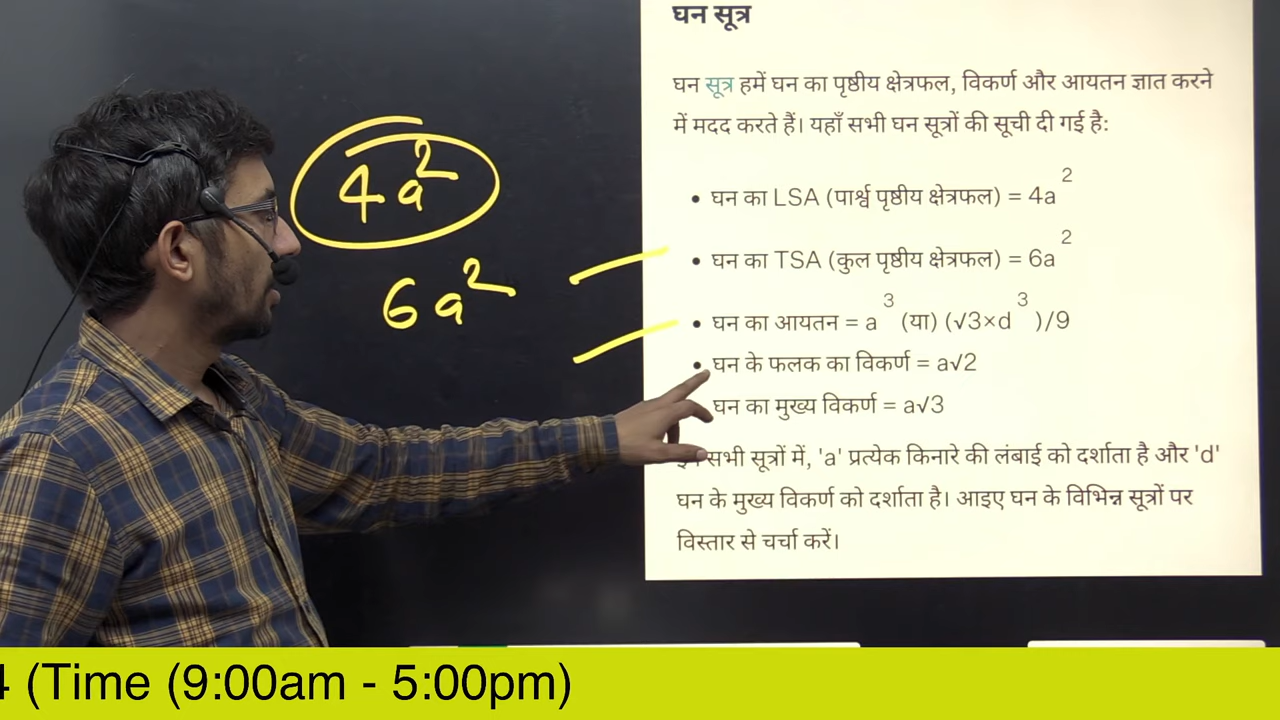 घन सूत्र
घन सूत्र हमें घन का पृष्ठीय क्षेत्रफल, विकर्ण और आयतन ज्ञात करने
में मदद करते हैं। यहाँ सभी घन सूत्रों की सूची दी गई है:
4a²
6a²
• घन का LSA (पार्श्व पृष्ठीय क्षेत्रफल) = 4a²
• घन का TSA (कुल पृष्ठीय क्षेत्रफल) = 6a²
• घन का आयतन = a³ (या) (√3×d³)/9
• घन के फलक का विकर्ण = a√2
घन का मुख्य विकर्ण = a√3
सभी सूत्रों में, 'a' प्रत्येक किनारे की लंबाई को दर्शाता है और 'd'
घन के मुख्य विकर्ण को दर्शाता है। आइए घन के विभिन्न सूत्रों पर
विस्तार से चर्चा करें।
(Time (9:00am - 5:00pm)